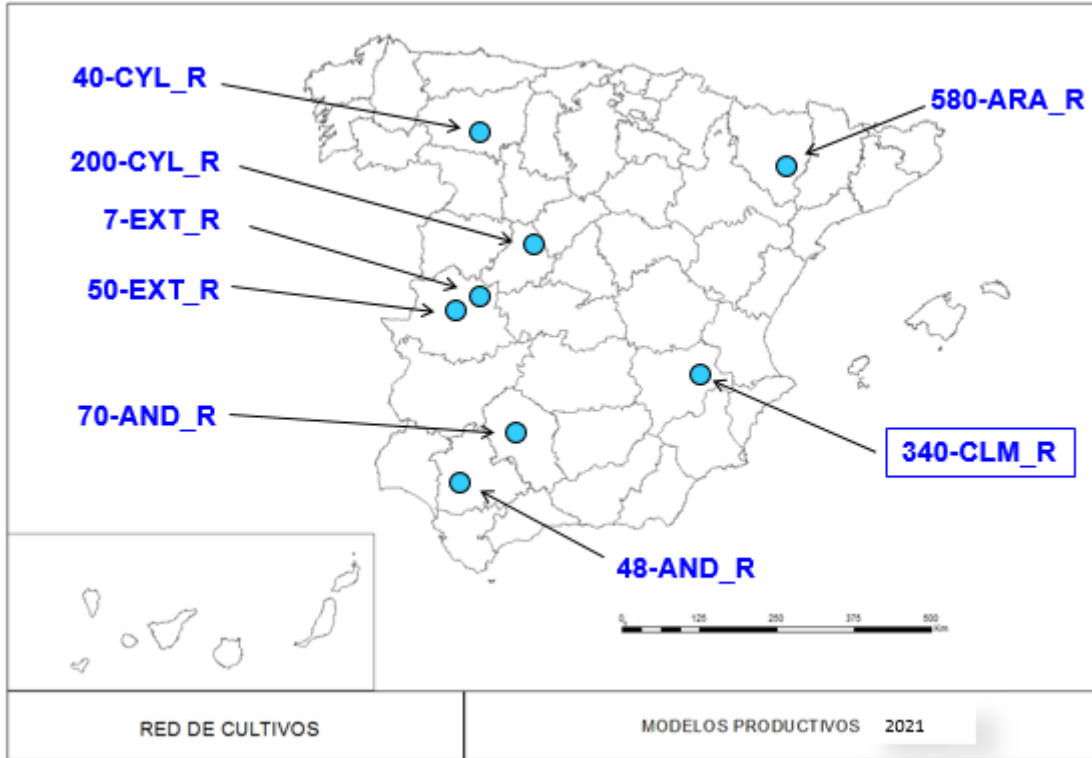 40-CYL_R
580-ARA_R
200-CYL_R
7-EXT_R
50-EXT_R
70-AND_R
340-CLM_R
48-AND_R
0 125 250 375 500
Km
RED DE CULTIVOS
MODELOS PRODUCTIVOS 2021